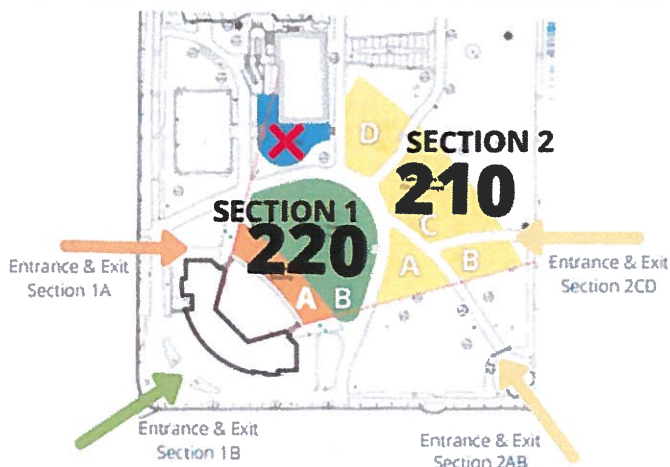 D
SECTION 2
210
C
SECTION 1
220
A
B
A
B
Entrance & Exit
Section 1A
Entrance & Exit
Section 2CD
Entrance & Exit
Section 1B
Entrance & Exit
Section 2AB